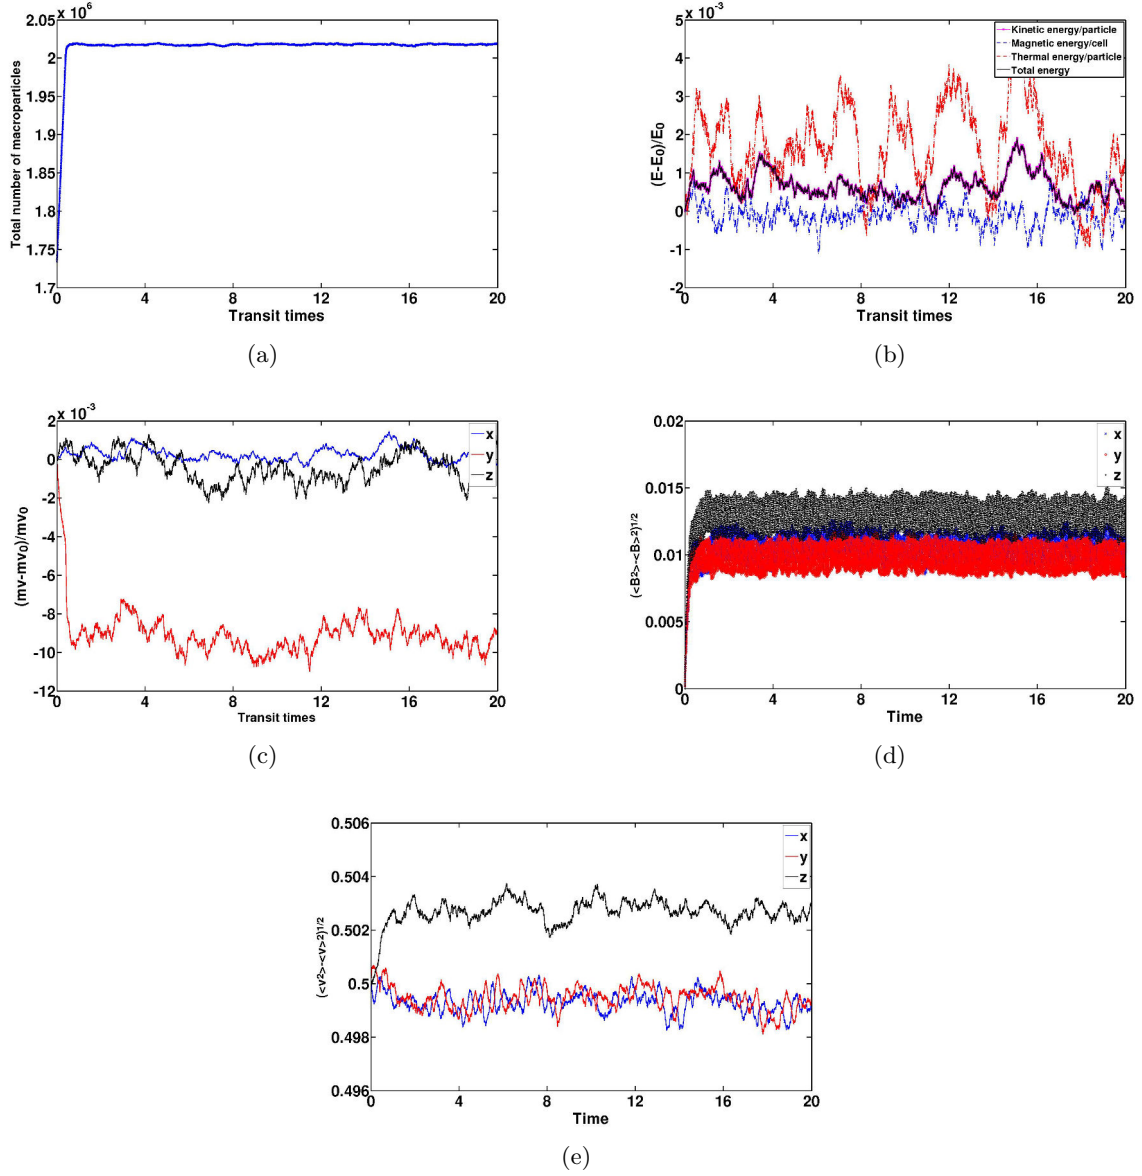 x 10⁶
2.05
2
1.95
1.9
1.85
1.8
1.75
1.7
Total number of macroparticles
0 4 8 12 16 20
Transit times
(a)
x 10⁻³
5
4
3
2
1
0
-1
-2
(E-E₀)/E₀
Kinetic energy/particle
Magnetic energy/cell
Thermal energy/particle
Total energy
0 4 8 12 16 20
Transit times
(b)
x 10⁻³
2
0
-2
-4
-6
-8
-10
-12
(mv-mv₀)/mv₀
x
y
z
0 4 8 12 16 20
Transit times
(c)
0.02
0.015
0.01
0.005
0
(<B²>-<B>²)^1/2
x
y
z
0 4 8 12 16 20
Time
(d)
0.506
0.504
0.502
0.5
0.498
0.496
(<v²>-<v>²)^1/2
x
y
z
0 4 8 12 16 20
Time
(e)